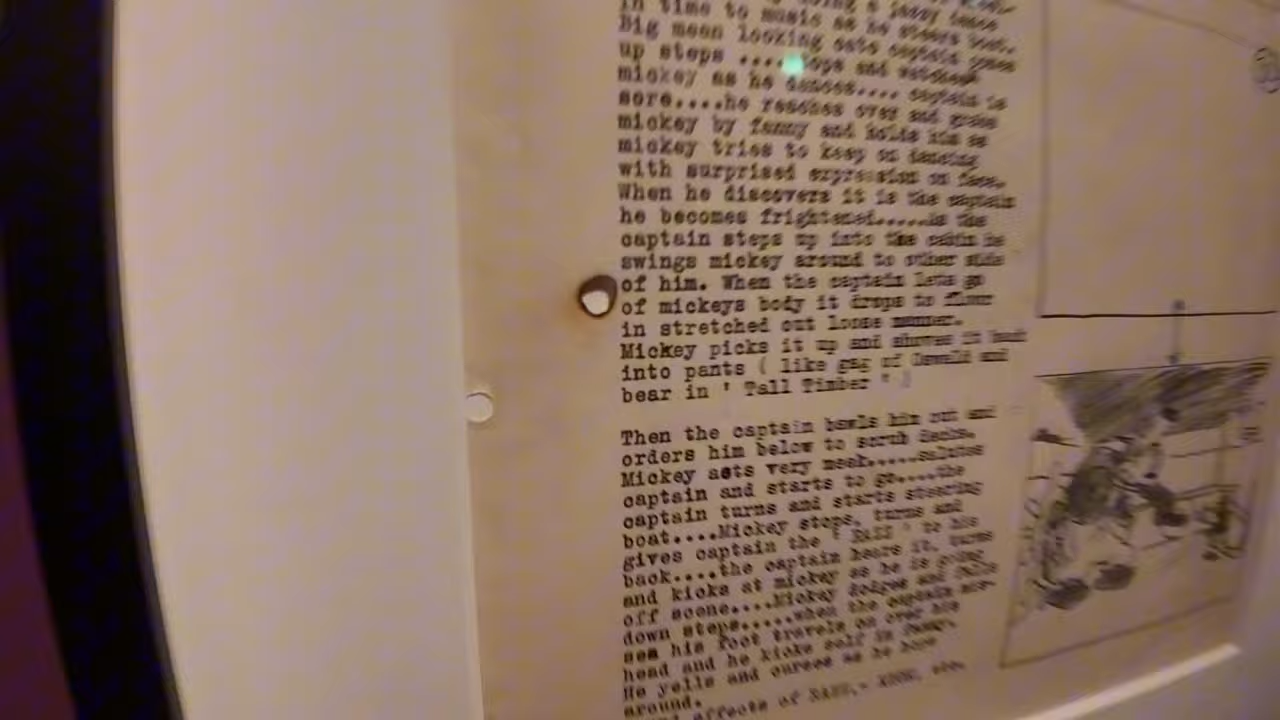 in time to music as he steers boat.
Big mean looking cats captain comes
up steps .... stops and watches
mickey as he dances.... captain is
sore....he reaches over and grabs
mickey by fanny and holds him as
mickey tries to keep on dancing
with surprised expression on face.
When he discovers it is the captain
he becomes frightened.....as the
captain steps up into the cabin he
swings mickey around to other side
of him. When the captain lets go
of mickeys body it drops to floor
in stretched out loose manner.
Mickey picks it up and shoves it back
into pants ( like gag of Oswald and
bear in ' Tall Timber ' )
Then the captain bawls him out and
orders him below to scrub decks.
Mickey acts very meek.....salutes
captain and starts to go....the
captain turns and starts steering
boat....Mickey stops, turns and
gives captain the ' RAZZ ' to his
back....the captain hears it, turns
and kicks at mickey as he is going
off scene....Mickey dodges and falls
down steps.....when the captain mis-
ses his foot travels on over his
head and he kicks self in fanny.
He yells and curses as he hops
around.
effects of RAZZ,- KICK, etc.